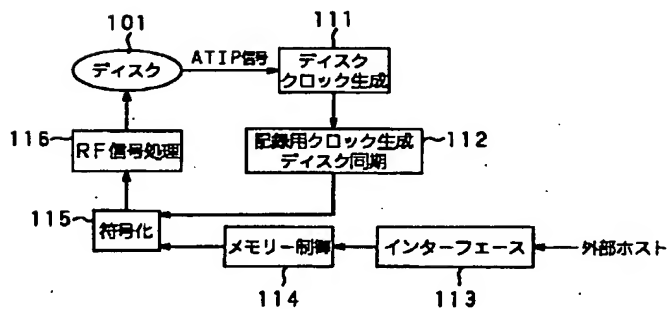 101
111
ディスク
ATIP信号
ディスク
クロック生成
116
RF信号処理
記録用クロック生成
ディスク同期
112
115
符号化
メモリー制御
インターフェース
外部ホスト
114
113